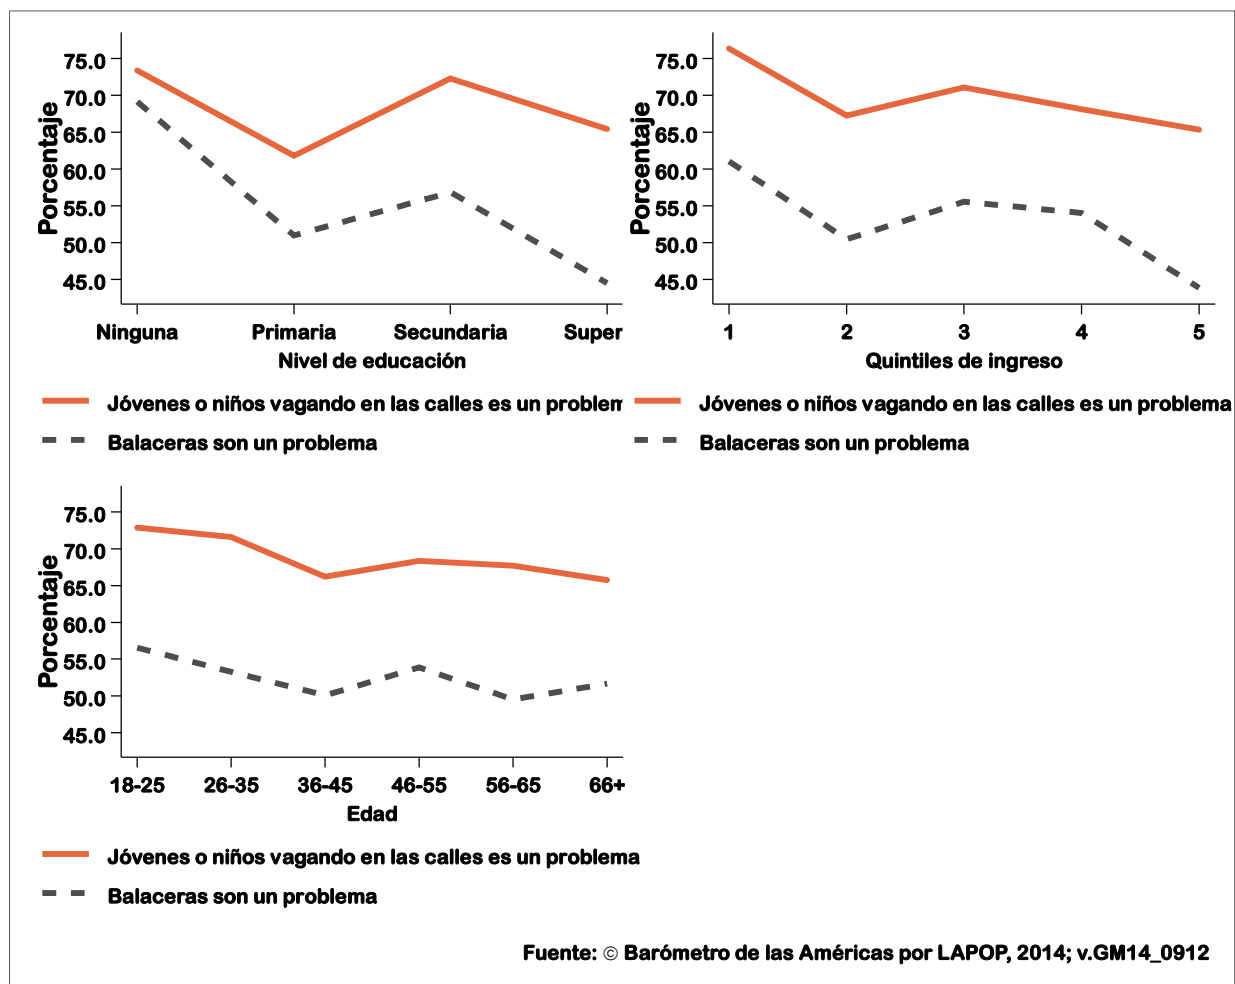 Porcentaje
75.0
70.0
65.0
60.0
55.0
50.0
45.0
Ninguna Primaria Secundaria Super
Nivel de educación
Jóvenes o niños vagando en las calles es un problem
Balaceras son un problema
Porcentaje
75.0
70.0
65.0
60.0
55.0
50.0
45.0
1 2 3 4 5
Quintiles de ingreso
Jóvenes o niños vagando en las calles es un problema
Balaceras son un problema
Porcentaje
75.0
70.0
65.0
60.0
55.0
50.0
45.0
18-25 26-35 36-45 46-55 56-65 66+
Edad
Jóvenes o niños vagando en las calles es un problema
Balaceras son un problema
Fuente: © Barómetro de las Américas por LAPOP, 2014; v.GM14_0912